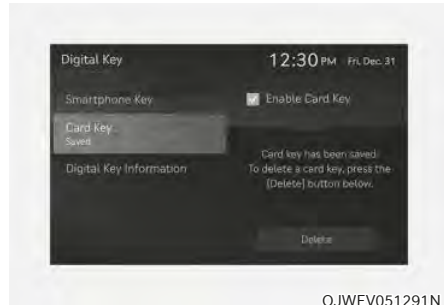 Digital Key
12:30 PM Fri, Dec. 31
Smartphone Key
Enable Card Key
Card Key
Saved
Digital Key Information
Card key has been saved.
To delete a card key, press the
[Delete] button below.
Delete
OJWEV051291N